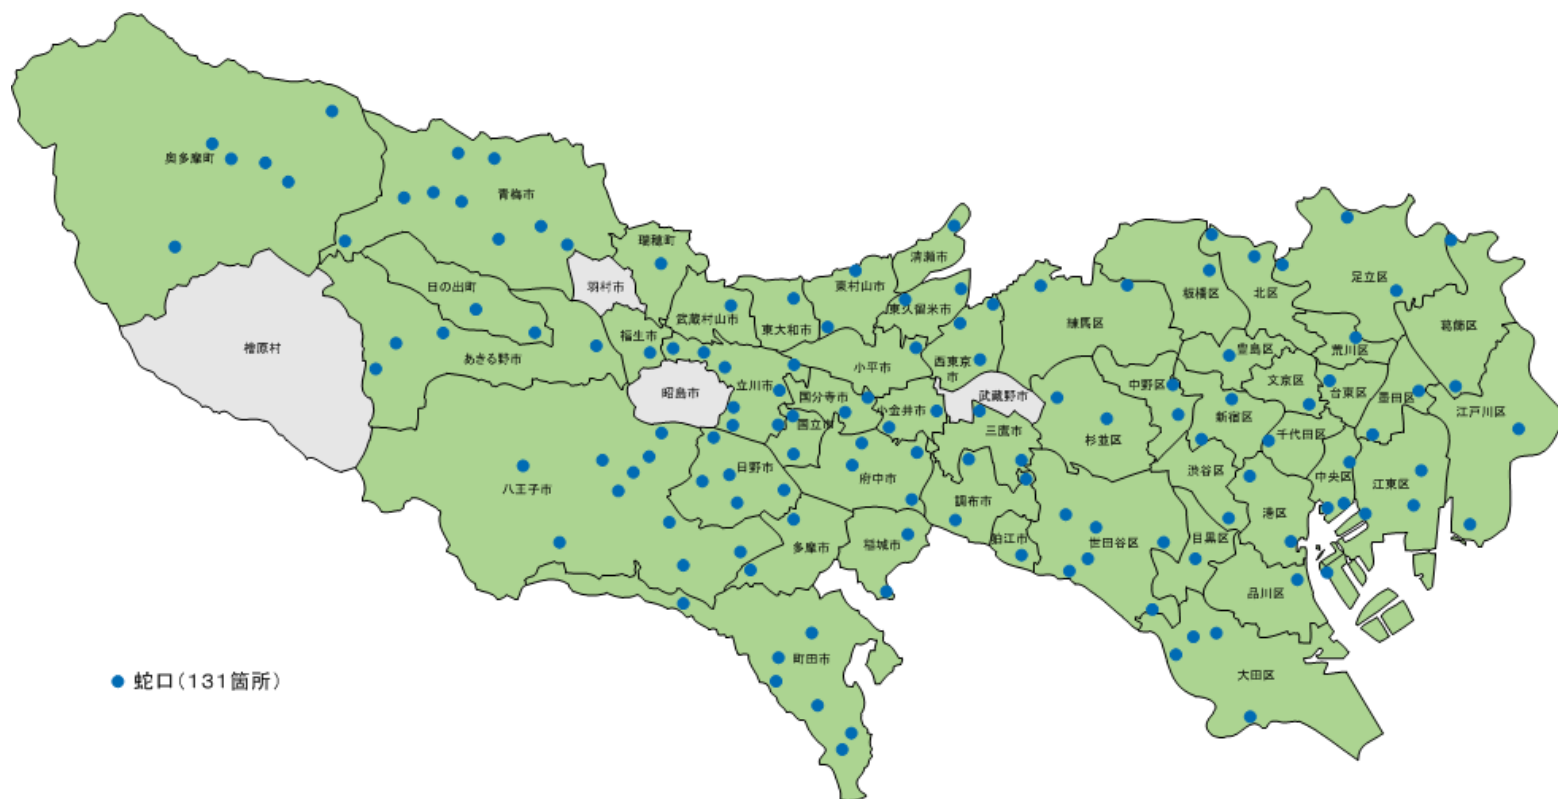 奥多摩町
青梅市
瑞穂町
清瀬市
羽村市
日の出町
東村山市
東久留米市
武蔵村山市
東大和市
福生市
あきる野市
檜原村
昭島市
立川市
小平市
西東京
市
国分寺市
小金井市
武蔵野市
国立市
三鷹市
日野市
府中市
調布市
八王子市
多摩市
稲城市
狛江市
町田市
板橋区
北区
足立区
葛飾区
練馬区
豊島区
荒川区
中野区
文京区
台東区
墨田区
江戸川区
新宿区
杉並区
千代田区
渋谷区
中央区
江東区
港区
世田谷区
目黒区
品川区
大田区
蛇口(131箇所)